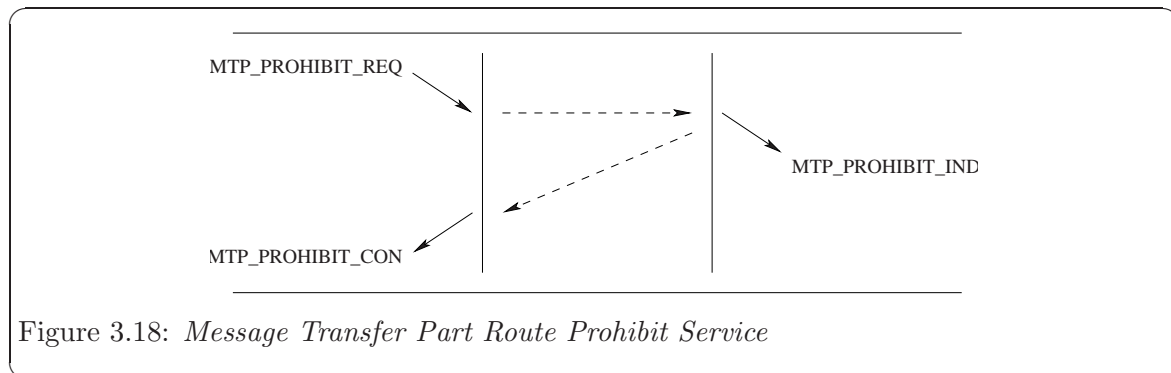 MTP_PROHIBIT_REQ
MTP_PROHIBIT_IND
MTP_PROHIBIT_CON
Figure 3.18: Message Transfer Part Route Prohibit Service